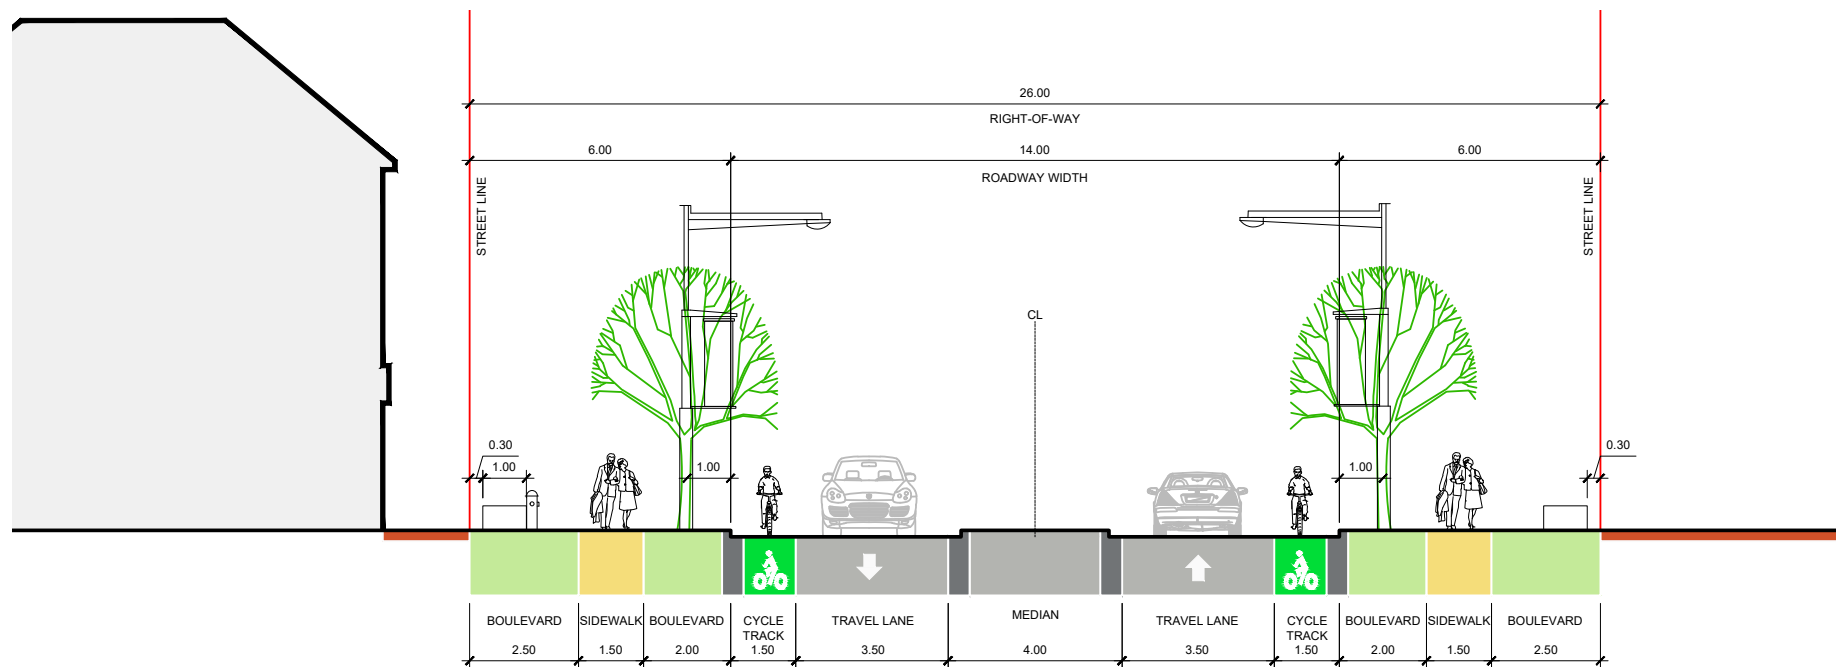 26.00
RIGHT-OF-WAY
6.00
14.00
6.00
ROADWAY WIDTH
STREET LINE
STREET LINE
CL
0.30
1.00
1.00
1.00
0.30
BOULEVARD
SIDEWALK
BOULEVARD
CYCLE
TRACK
TRAVEL LANE
MEDIAN
TRAVEL LANE
CYCLE
TRACK
BOULEVARD
SIDEWALK
BOULEVARD
2.50
1.50
2.00
1.50
3.50
4.00
3.50
1.50
2.00
1.50
2.50